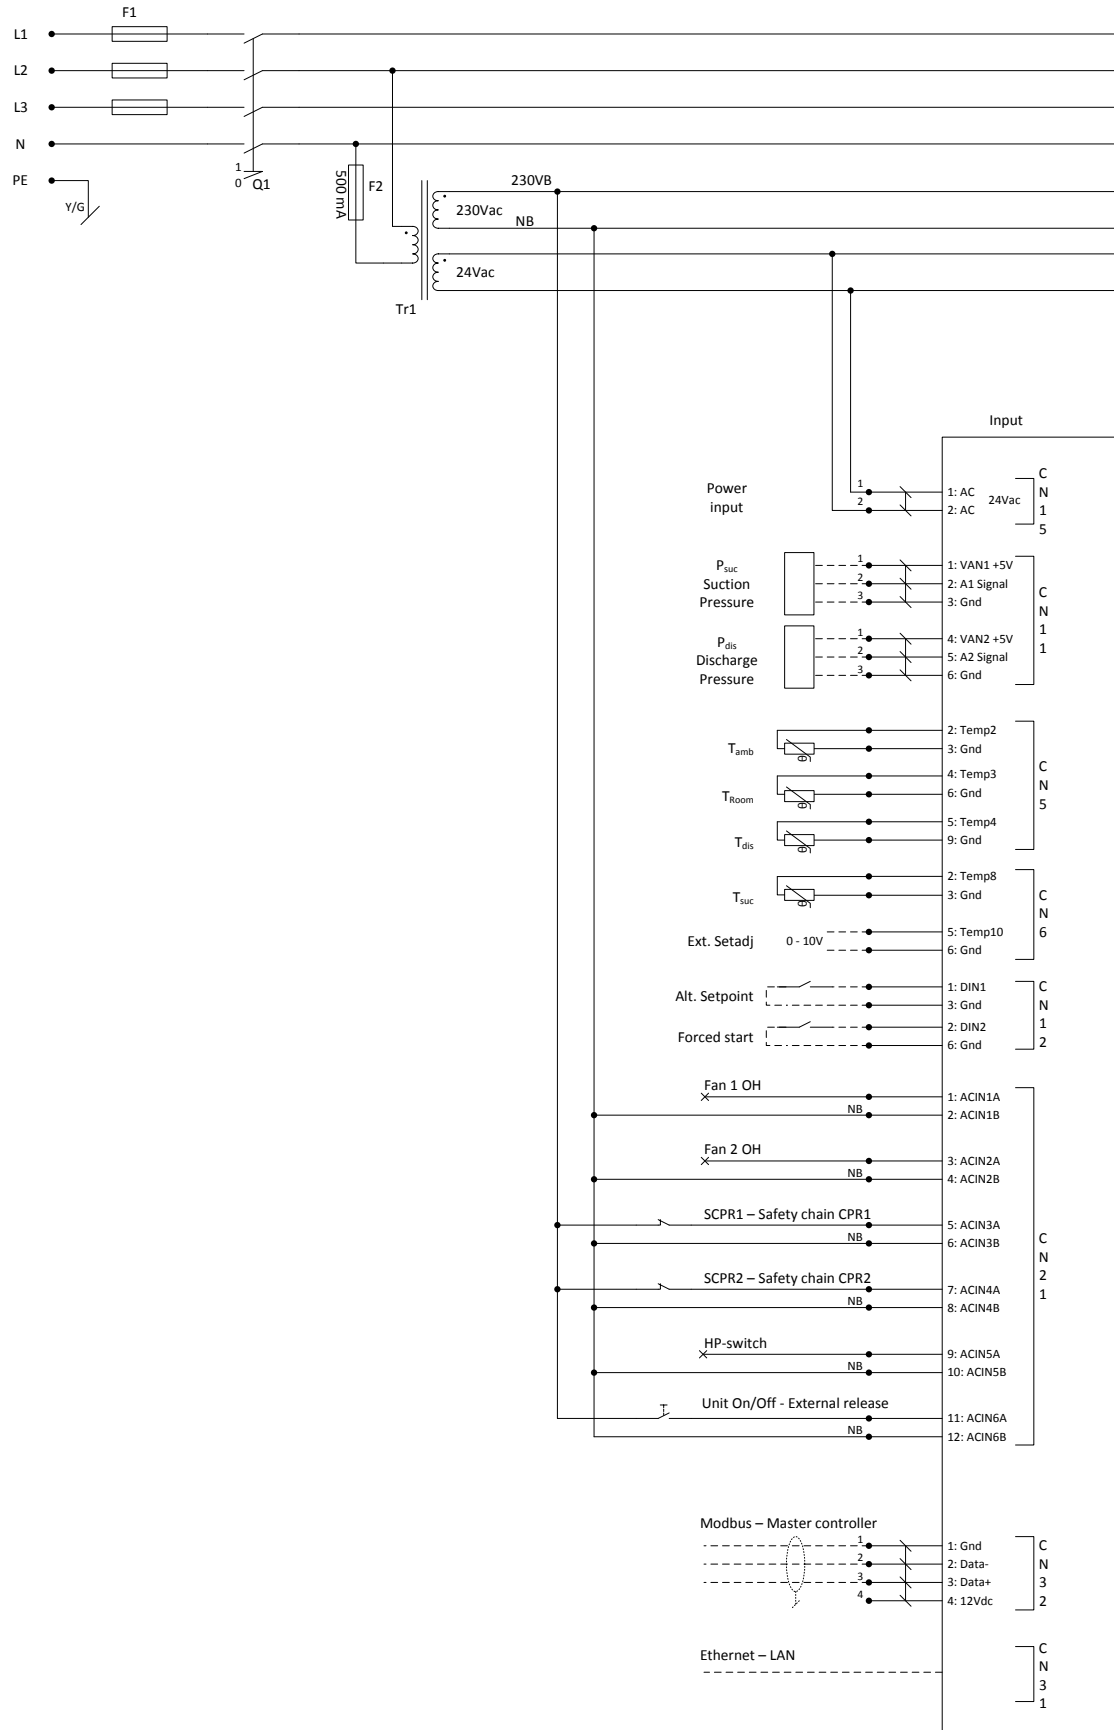 F1
L1
L2
L3
N
PE
Y/G
1
0
Q1
500 mA
F2
Tr1
230VB
230Vac
NB
24Vac
Input
Power
input
1
2
1: AC
2: AC
24Vac
CN15
Psuc
Suction
Pressure
1
2
3
1: VAN1 +5V
2: A1 Signal
3: Gnd
CN11
Pdis
Discharge
Pressure
1
2
3
4: VAN2 +5V
5: A2 Signal
6: Gnd
Tamb
θ
2: Temp2
3: Gnd
CN5
TRoom
θ
4: Temp3
6: Gnd
Tdis
θ
5: Temp4
9: Gnd
Tsuc
θ
2: Temp8
3: Gnd
CN6
Ext. Setadj
0 - 10V
5: Temp10
6: Gnd
Alt. Setpoint
1: DIN1
3: Gnd
CN12
Forced start
2: DIN2
6: Gnd
Fan 1 OH
NB
1: ACIN1A
2: ACIN1B
Fan 2 OH
NB
3: ACIN2A
4: ACIN2B
SCPR1 – Safety chain CPR1
NB
5: ACIN3A
6: ACIN3B
CN21
SCPR2 – Safety chain CPR2
NB
7: ACIN4A
8: ACIN4B
HP-switch
NB
9: ACIN5A
10: ACIN5B
Unit On/Off - External release
NB
11: ACIN6A
12: ACIN6B
Modbus – Master controller
1
2
3
4
1: Gnd
2: Data-
3: Data+
4: 12Vdc
CN32
Ethernet – LAN
CN31